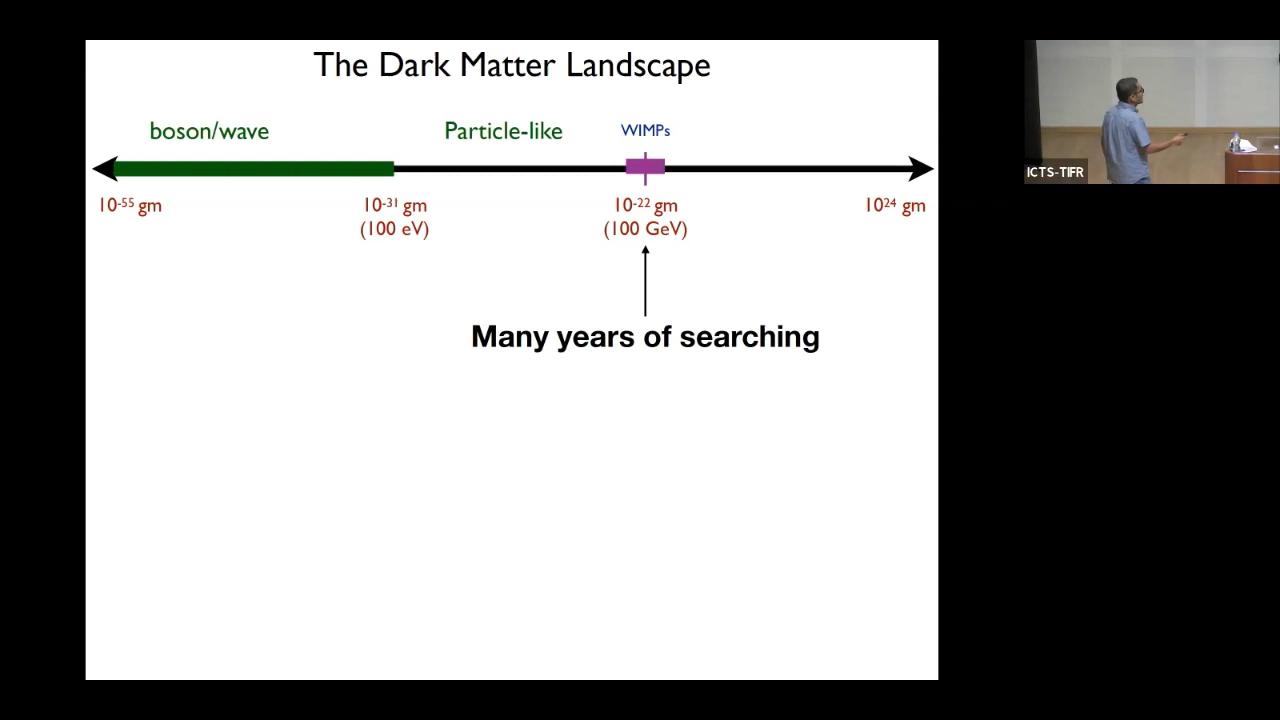 The Dark Matter Landscape
boson/wave Particle-like WIMPs
10-55 gm 10-31 gm 10-22 gm 1024 gm
(100 eV) (100 GeV)
Many years of searching
ICTS-TIFR